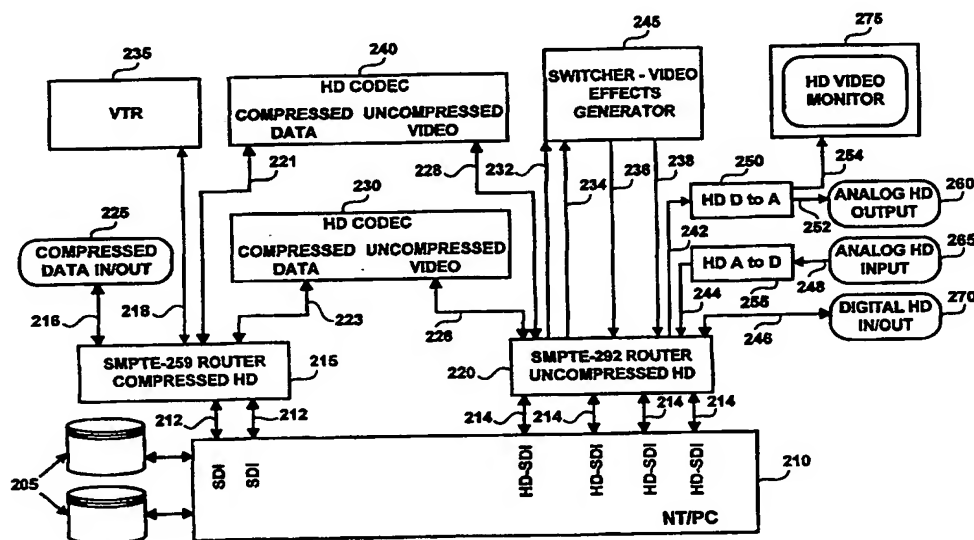 235
VTR
240
HD CODEC
COMPRESSED UNCOMPRESSED
DATA VIDEO
245
SWITCHER - VIDEO
EFFECTS
GENERATOR
275
HD VIDEO
MONITOR
221
228
232
234
236
238
250
254
HD D to A
252
ANALOG HD
OUTPUT
260
225
COMPRESSED
DATA IN/OUT
230
HD CODEC
COMPRESSED UNCOMPRESSED
DATA VIDEO
242
HD A to D
248
ANALOG HD
INPUT
265
216
218
223
226
244
255
246
DIGITAL HD
IN/OUT
270
SMPTE-259 ROUTER
COMPRESSED HD
215
220
SMPTE-292 ROUTER
UNCOMPRESSED HD
212
212
214
214
214
214
205
SDI
SDI
HD-SDI
HD-SDI
HD-SDI
HD-SDI
210
NT/PC